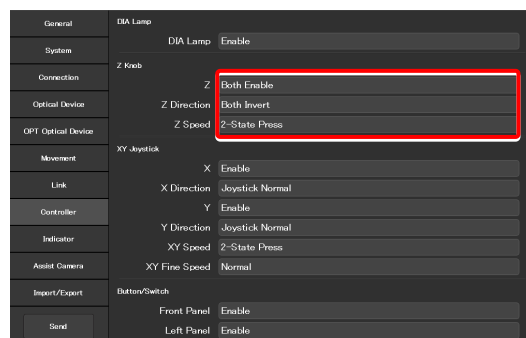 General
System
Connection
Optical Device
OPT Optical Device
Movement
Link
Controller
Indicator
Assist Camera
Import/Export
Send
DIA Lamp
DIA Lamp Enable
Z Knob
Z Both Enable
Z Direction Both Invert
Z Speed 2-State Press
XY Joystick
X Enable
X Direction Joystick Normal
Y Enable
Y Direction Joystick Normal
XY Speed 2-State Press
XY Fine Speed Normal
Button/Switch
Front Panel Enable
Left Panel Enable